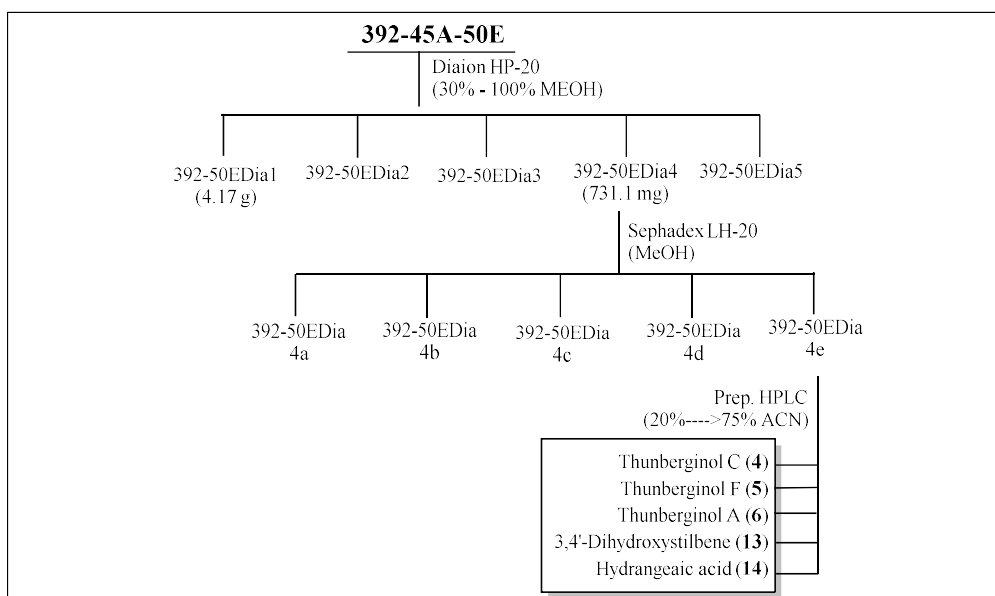 392-45A-50E
Diaion HP-20
(30% - 100% MEOH)
392-50EDia1
(4.17 g)
392-50EDia2
392-50EDia3
392-50EDia4
(731.1 mg)
392-50EDia5
Sephadex LH-20
(MeOH)
392-50EDia
4a
392-50EDia
4b
392-50EDia
4c
392-50EDia
4d
392-50EDia
4e
Prep. HPLC
(20%---->75% ACN)
Thunberginol C (4)
Thunberginol F (5)
Thunberginol A (6)
3,4'-Dihydroxystilbene (13)
Hydrangeaic acid (14)